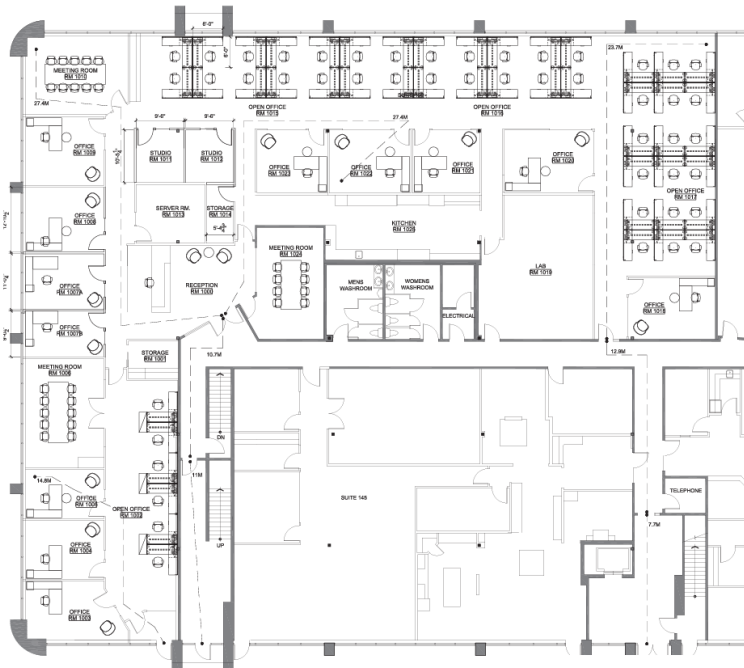 6'-0"
6'-0"
23.7M
MEETING ROOM
RM 1010
27.4M
OPEN OFFICE
RM 1015
OPEN OFFICE
RM 1016
9'-6"
9'-6"
27.4M
OFFICE
RM 1009
STUDIO
RM 1011
STUDIO
RM 1012
OFFICE
RM 1023
OFFICE
RM 1022
OFFICE
RM 1021
OFFICE
RM 1020
OPEN OFFICE
RM 1017
OFFICE
RM 1008
SERVER RM.
RM 1013
STORAGE
RM 1014
KITCHEN
RM 1025
MEETING ROOM
RM 1024
LAB
RM 1019
OFFICE
RM 1007A
RECEPTION
RM 1000
MENS
WASHROOM
WOMENS
WASHROOM
OFFICE
RM 1018
ELECTRICAL
OFFICE
RM 1007B
STORAGE
RM 1001
10.7M
12.9M
MEETING ROOM
RM 1006
DN
11M
14.8M
OFFICE
RM 1005
OPEN OFFICE
RM 1002
SUITE 145
TELEPHONE
7.7M
UP
OFFICE
RM 1004
OFFICE
RM 1003